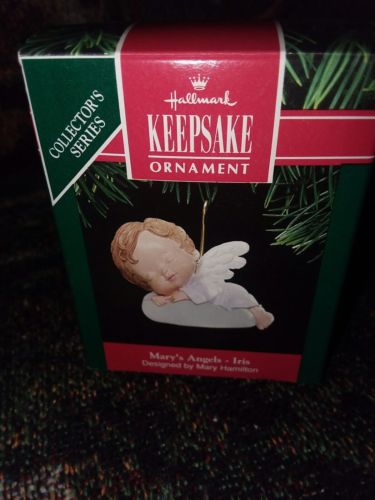 COLLECTOR'S
SERIES
Hallmark
KEEPSAKE
ORNAMENT
Mary's Angels - Iris
Designed by Mary Hamilton